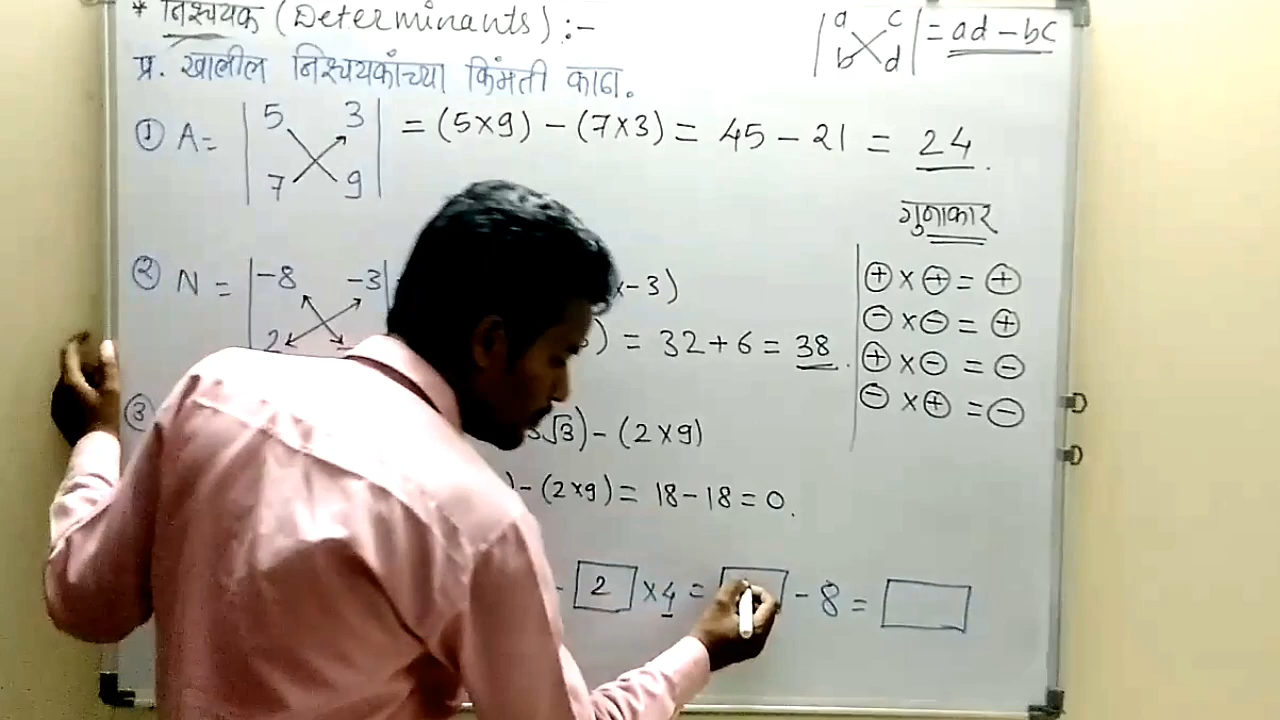 * निश्चयक (Determinants) :-
|a c b d| = ad - bc
प्र. खालील निश्चयकांच्या किंमती काढा.
① A = |5 3 7 9| = (5×9) - (7×3) = 45 - 21 = 24.
गुनाकार
② N = |-8 -3 2 ×-3)
) = 32+6 = 38.
⊕ × ⊕ = ⊕
⊖ × ⊖ = ⊕
⊕ × ⊖ = ⊖
⊖ × ⊕ = ⊖
③ √3) - (2×9)
) - (2×9) = 18 - 18 = 0.
- 2 ×4 = - 8 =